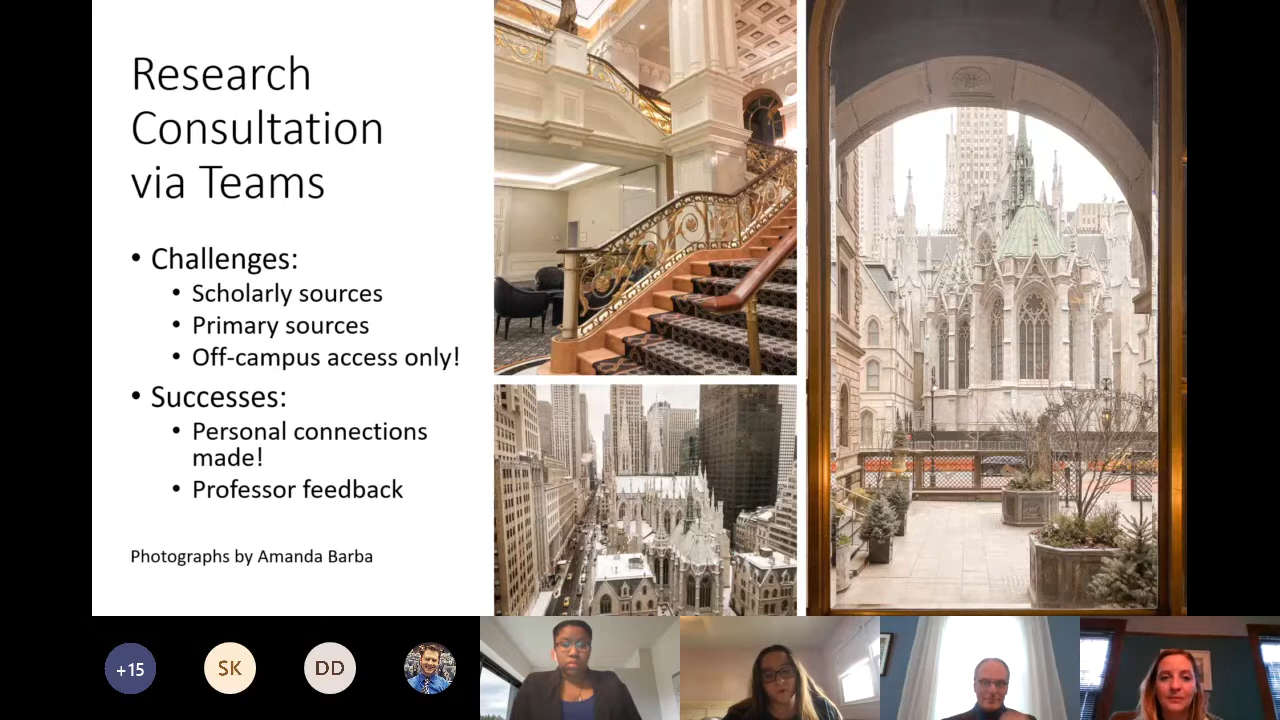 Research
Consultation
via Teams
• Challenges:
• Scholarly sources
• Primary sources
• Off-campus access only!
• Successes:
• Personal connections
made!
• Professor feedback
Photographs by Amanda Barba
+15
SK
DD